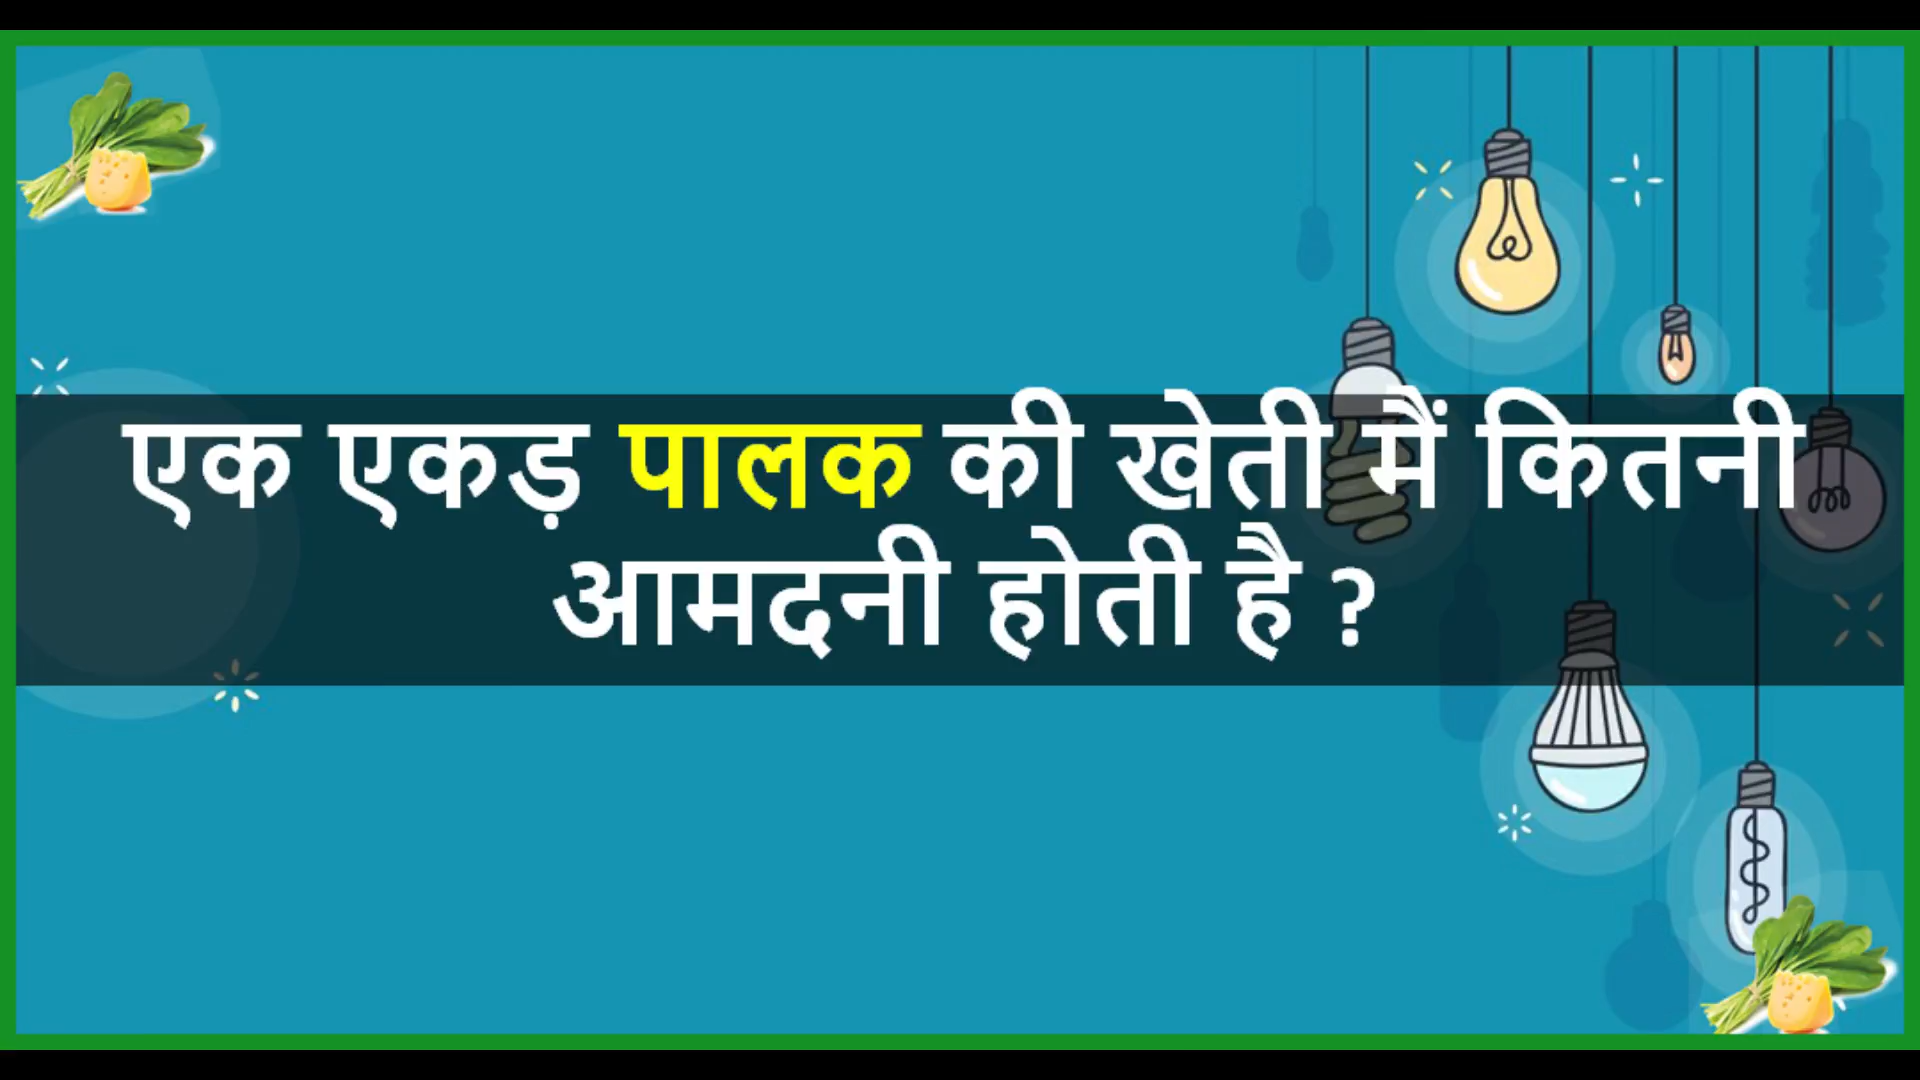 एक एकड़ पालक की खेती मैं कितनी
आमदनी होती है ?